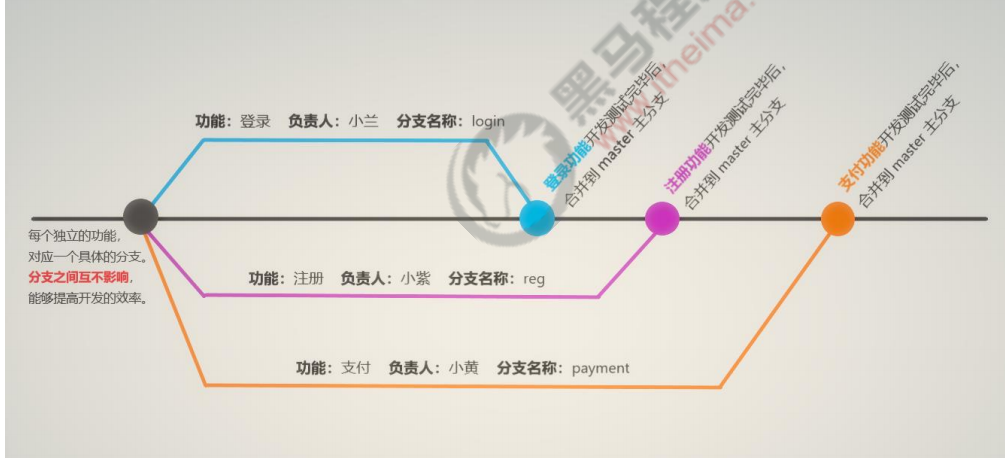 黑马程
www.itheima.
功能：登录 负责人：小兰 分支名称：login
登录功能开发测试完毕后，
合并到 master 主分支
注册功能开发测试完毕后，
合并到 master 主分支
支付功能开发测试完毕后，
合并到 master 主分支
每个独立的功能，
对应一个具体的分支。
分支之间互不影响，
能够提高开发的效率。
功能：注册 负责人：小紫 分支名称：reg
功能：支付 负责人：小黄 分支名称：payment